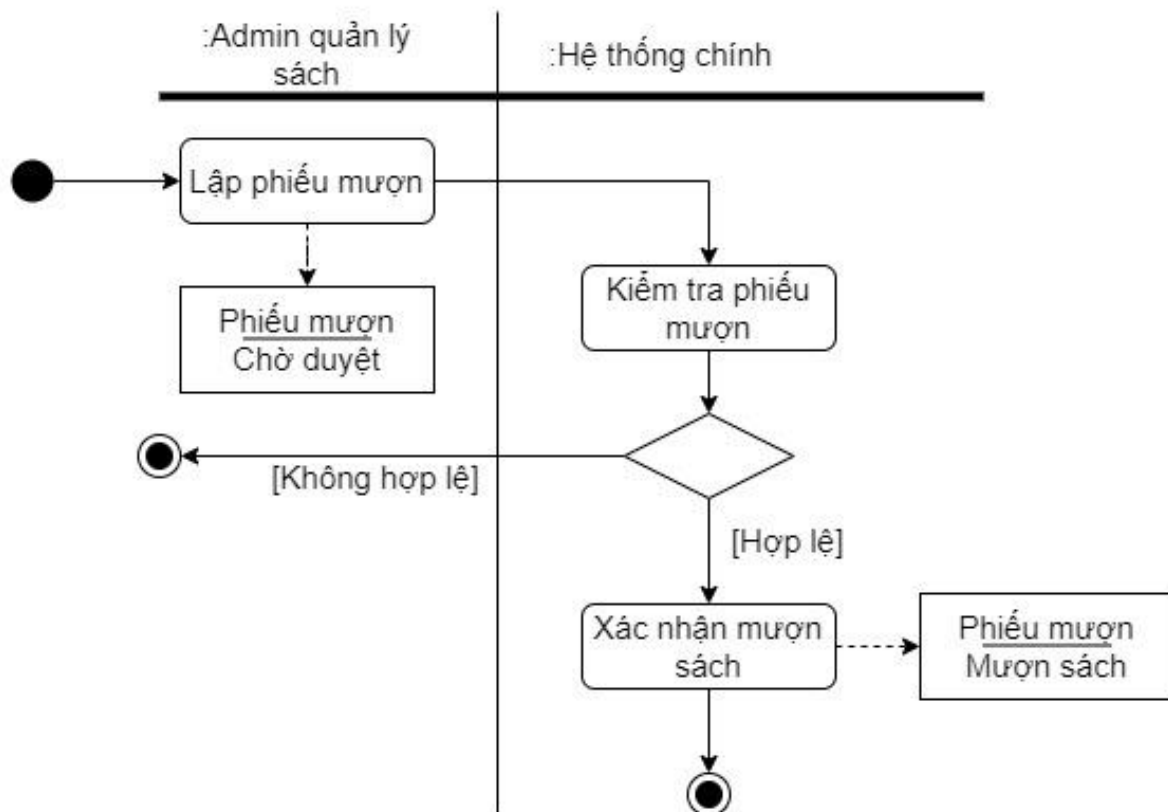 :Admin quản lý
sách
:Hệ thống chính
Lập phiếu mượn
Kiểm tra phiếu
mượn
Phiếu mượn
Chờ duyệt
[Không hợp lệ]
[Hợp lệ]
Xác nhận mượn
sách
Phiếu mượn
Mượn sách